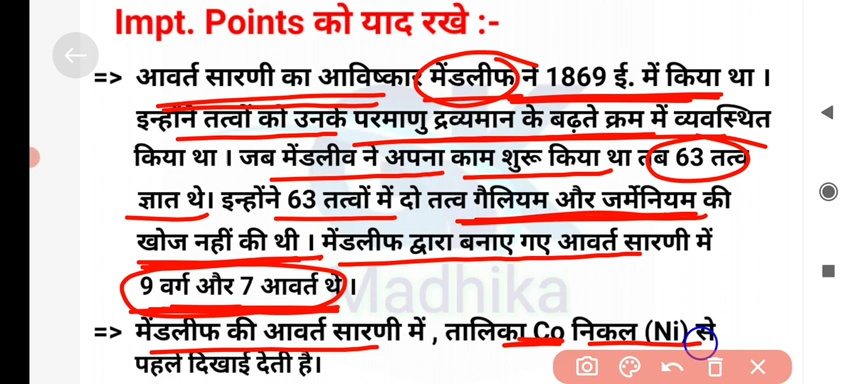 Impt. Points को याद रखे :-
=> आवर्त सारणी का आविष्कार मेंडलीफ ने 1869 ई. में किया था ।
इन्होंने तत्वों को उनके परमाणु द्रव्यमान के बढ़ते क्रम में व्यवस्थित
किया था । जब मेंडलीव ने अपना काम शुरू किया था तब 63 तत्व
ज्ञात थे। इन्होंने 63 तत्वों में दो तत्व गैलियम और जर्मेनियम की
खोज नहीं की थी । मेंडलीफ द्वारा बनाए गए आवर्त सारणी में
9 वर्ग और 7 आवर्त थे ।
Madhika
=> मेंडलीफ की आवर्त सारणी में , तालिका Co निकल (Ni) से
पहले दिखाई देती है।